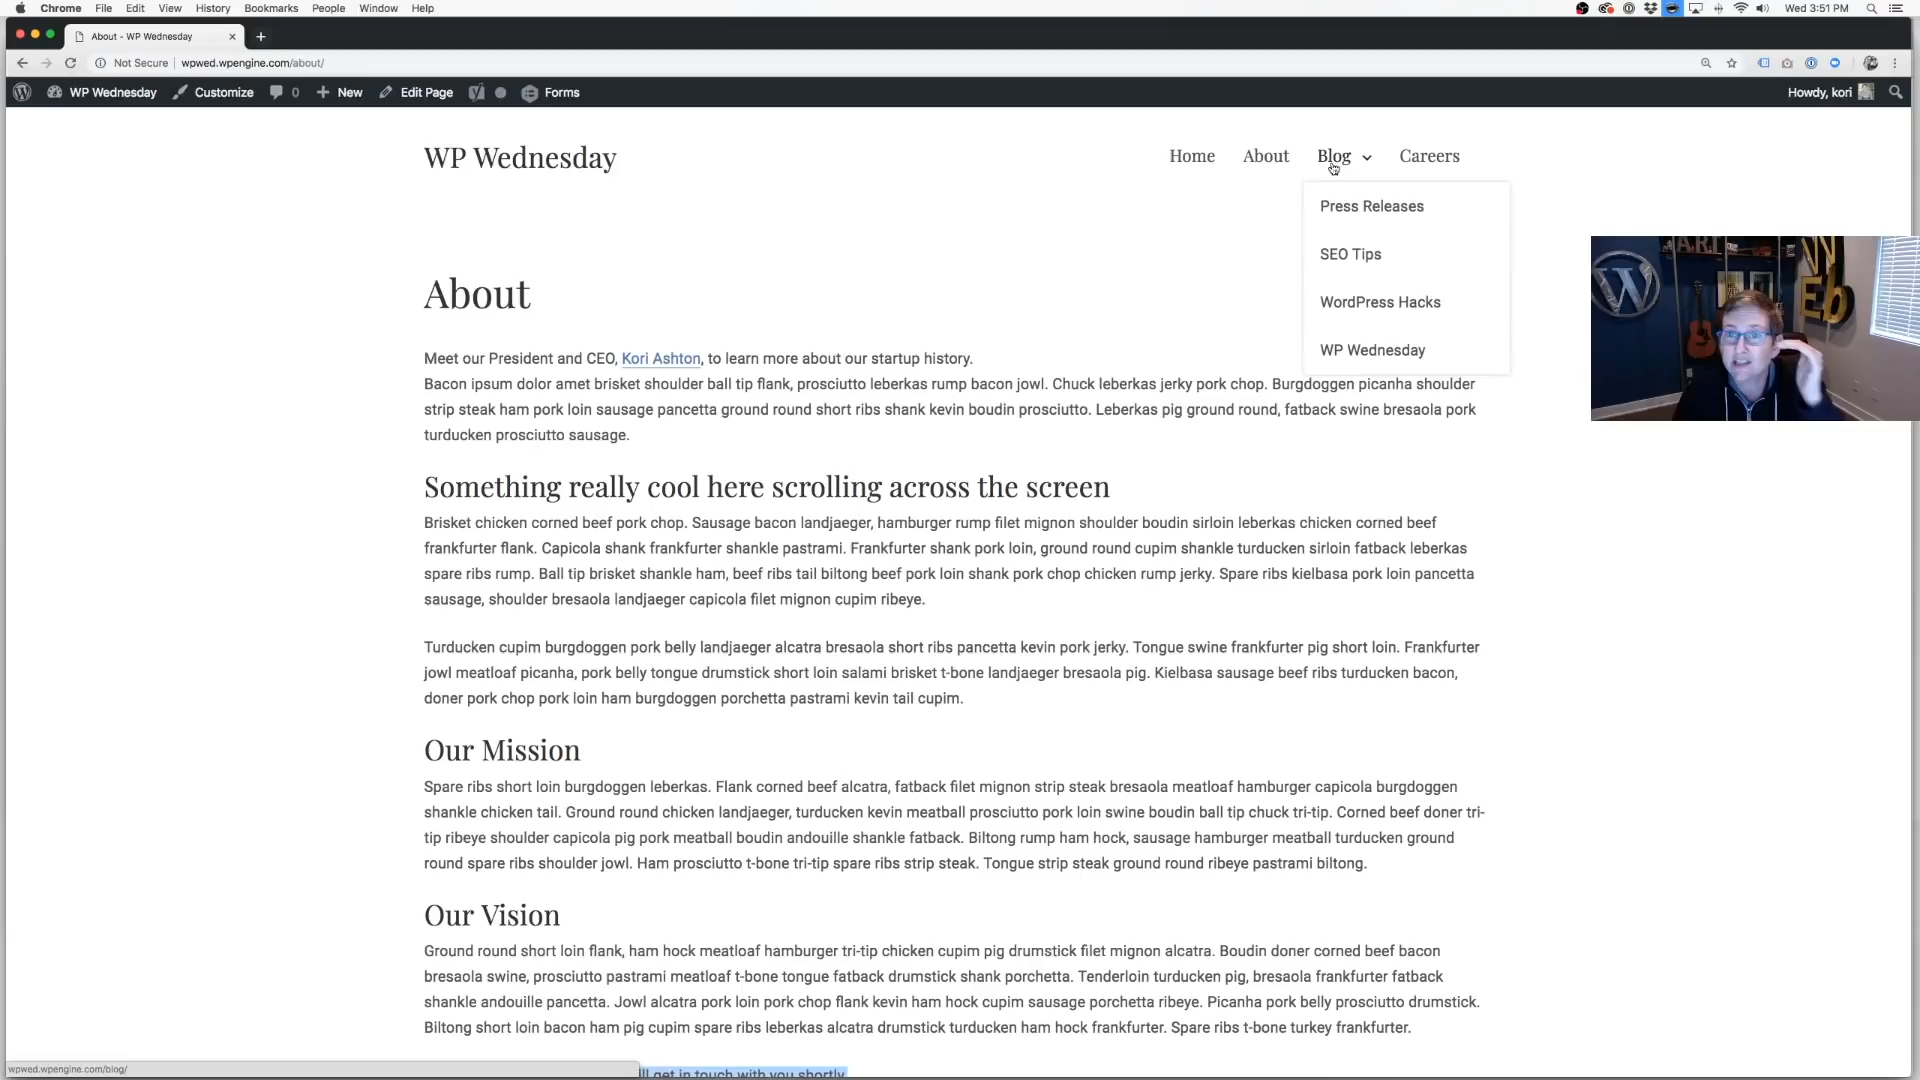 Chrome File Edit View History Bookmarks People Window Help Wed 3:51 PM
About - WP Wednesday
Not Secure wpwed.wpengine.com/about/
WP Wednesday Customize 0 New Edit Page Forms Howdy, kori
WP Wednesday
Home About Blog Careers
Press Releases
SEO Tips
WordPress Hacks
WP Wednesday
About
Meet our President and CEO, Kori Ashton, to learn more about our startup history.
Bacon ipsum dolor amet brisket shoulder ball tip flank, prosciutto leberkas rump bacon jowl. Chuck leberkas jerky pork chop. Burgdoggen picanha shoulder
strip steak ham pork loin sausage pancetta ground round short ribs shank kevin boudin prosciutto. Leberkas pig ground round, fatback swine bresaola pork
turducken prosciutto sausage.
Something really cool here scrolling across the screen
Brisket chicken corned beef pork chop. Sausage bacon landjaeger, hamburger rump filet mignon shoulder boudin sirloin leberkas chicken corned beef
frankfurter flank. Capicola shank frankfurter shankle pastrami. Frankfurter shank pork loin, ground round cupim shankle turducken sirloin fatback leberkas
spare ribs rump. Ball tip brisket shankle ham, beef ribs tail biltong beef pork loin shank pork chop chicken rump jerky. Spare ribs kielbasa pork loin pancetta
sausage, shoulder bresaola landjaeger capicola filet mignon cupim ribeye.
Turducken cupim burgdoggen pork belly landjaeger alcatra bresaola short ribs pancetta kevin pork jerky. Tongue swine frankfurter pig short loin. Frankfurter
jowl meatloaf picanha, pork belly tongue drumstick short loin salami brisket t-bone landjaeger bresaola pig. Kielbasa sausage beef ribs turducken bacon,
doner pork chop pork loin ham burgdoggen porchetta pastrami kevin tail cupim.
Our Mission
Spare ribs short loin burgdoggen leberkas. Flank corned beef alcatra, fatback filet mignon strip steak bresaola meatloaf hamburger capicola burgdoggen
shankle chicken tail. Ground round chicken landjaeger, turducken kevin meatball prosciutto pork loin swine boudin ball tip chuck tri-tip. Corned beef doner tri-
tip ribeye shoulder capicola pig pork meatball boudin andouille shankle fatback. Biltong rump ham hock, sausage hamburger meatball turducken ground
round spare ribs shoulder jowl. Ham prosciutto t-bone tri-tip spare ribs strip steak. Tongue strip steak ground round ribeye pastrami biltong.
Our Vision
Ground round short loin flank, ham hock meatloaf hamburger tri-tip chicken cupim pig drumstick filet mignon alcatra. Boudin doner corned beef bacon
bresaola swine, prosciutto pastrami meatloaf t-bone tongue fatback drumstick shank porchetta. Tenderloin turducken pig, bresaola frankfurter fatback
shankle andouille pancetta. Jowl alcatra pork loin pork chop flank kevin ham hock cupim sausage porchetta ribeye. Picanha pork belly prosciutto drumstick.
Biltong short loin bacon ham pig cupim spare ribs leberkas alcatra drumstick turducken ham hock frankfurter. Spare ribs t-bone turkey frankfurter.
get in touch with you shortly
wpwed.wpengine.com/blog/